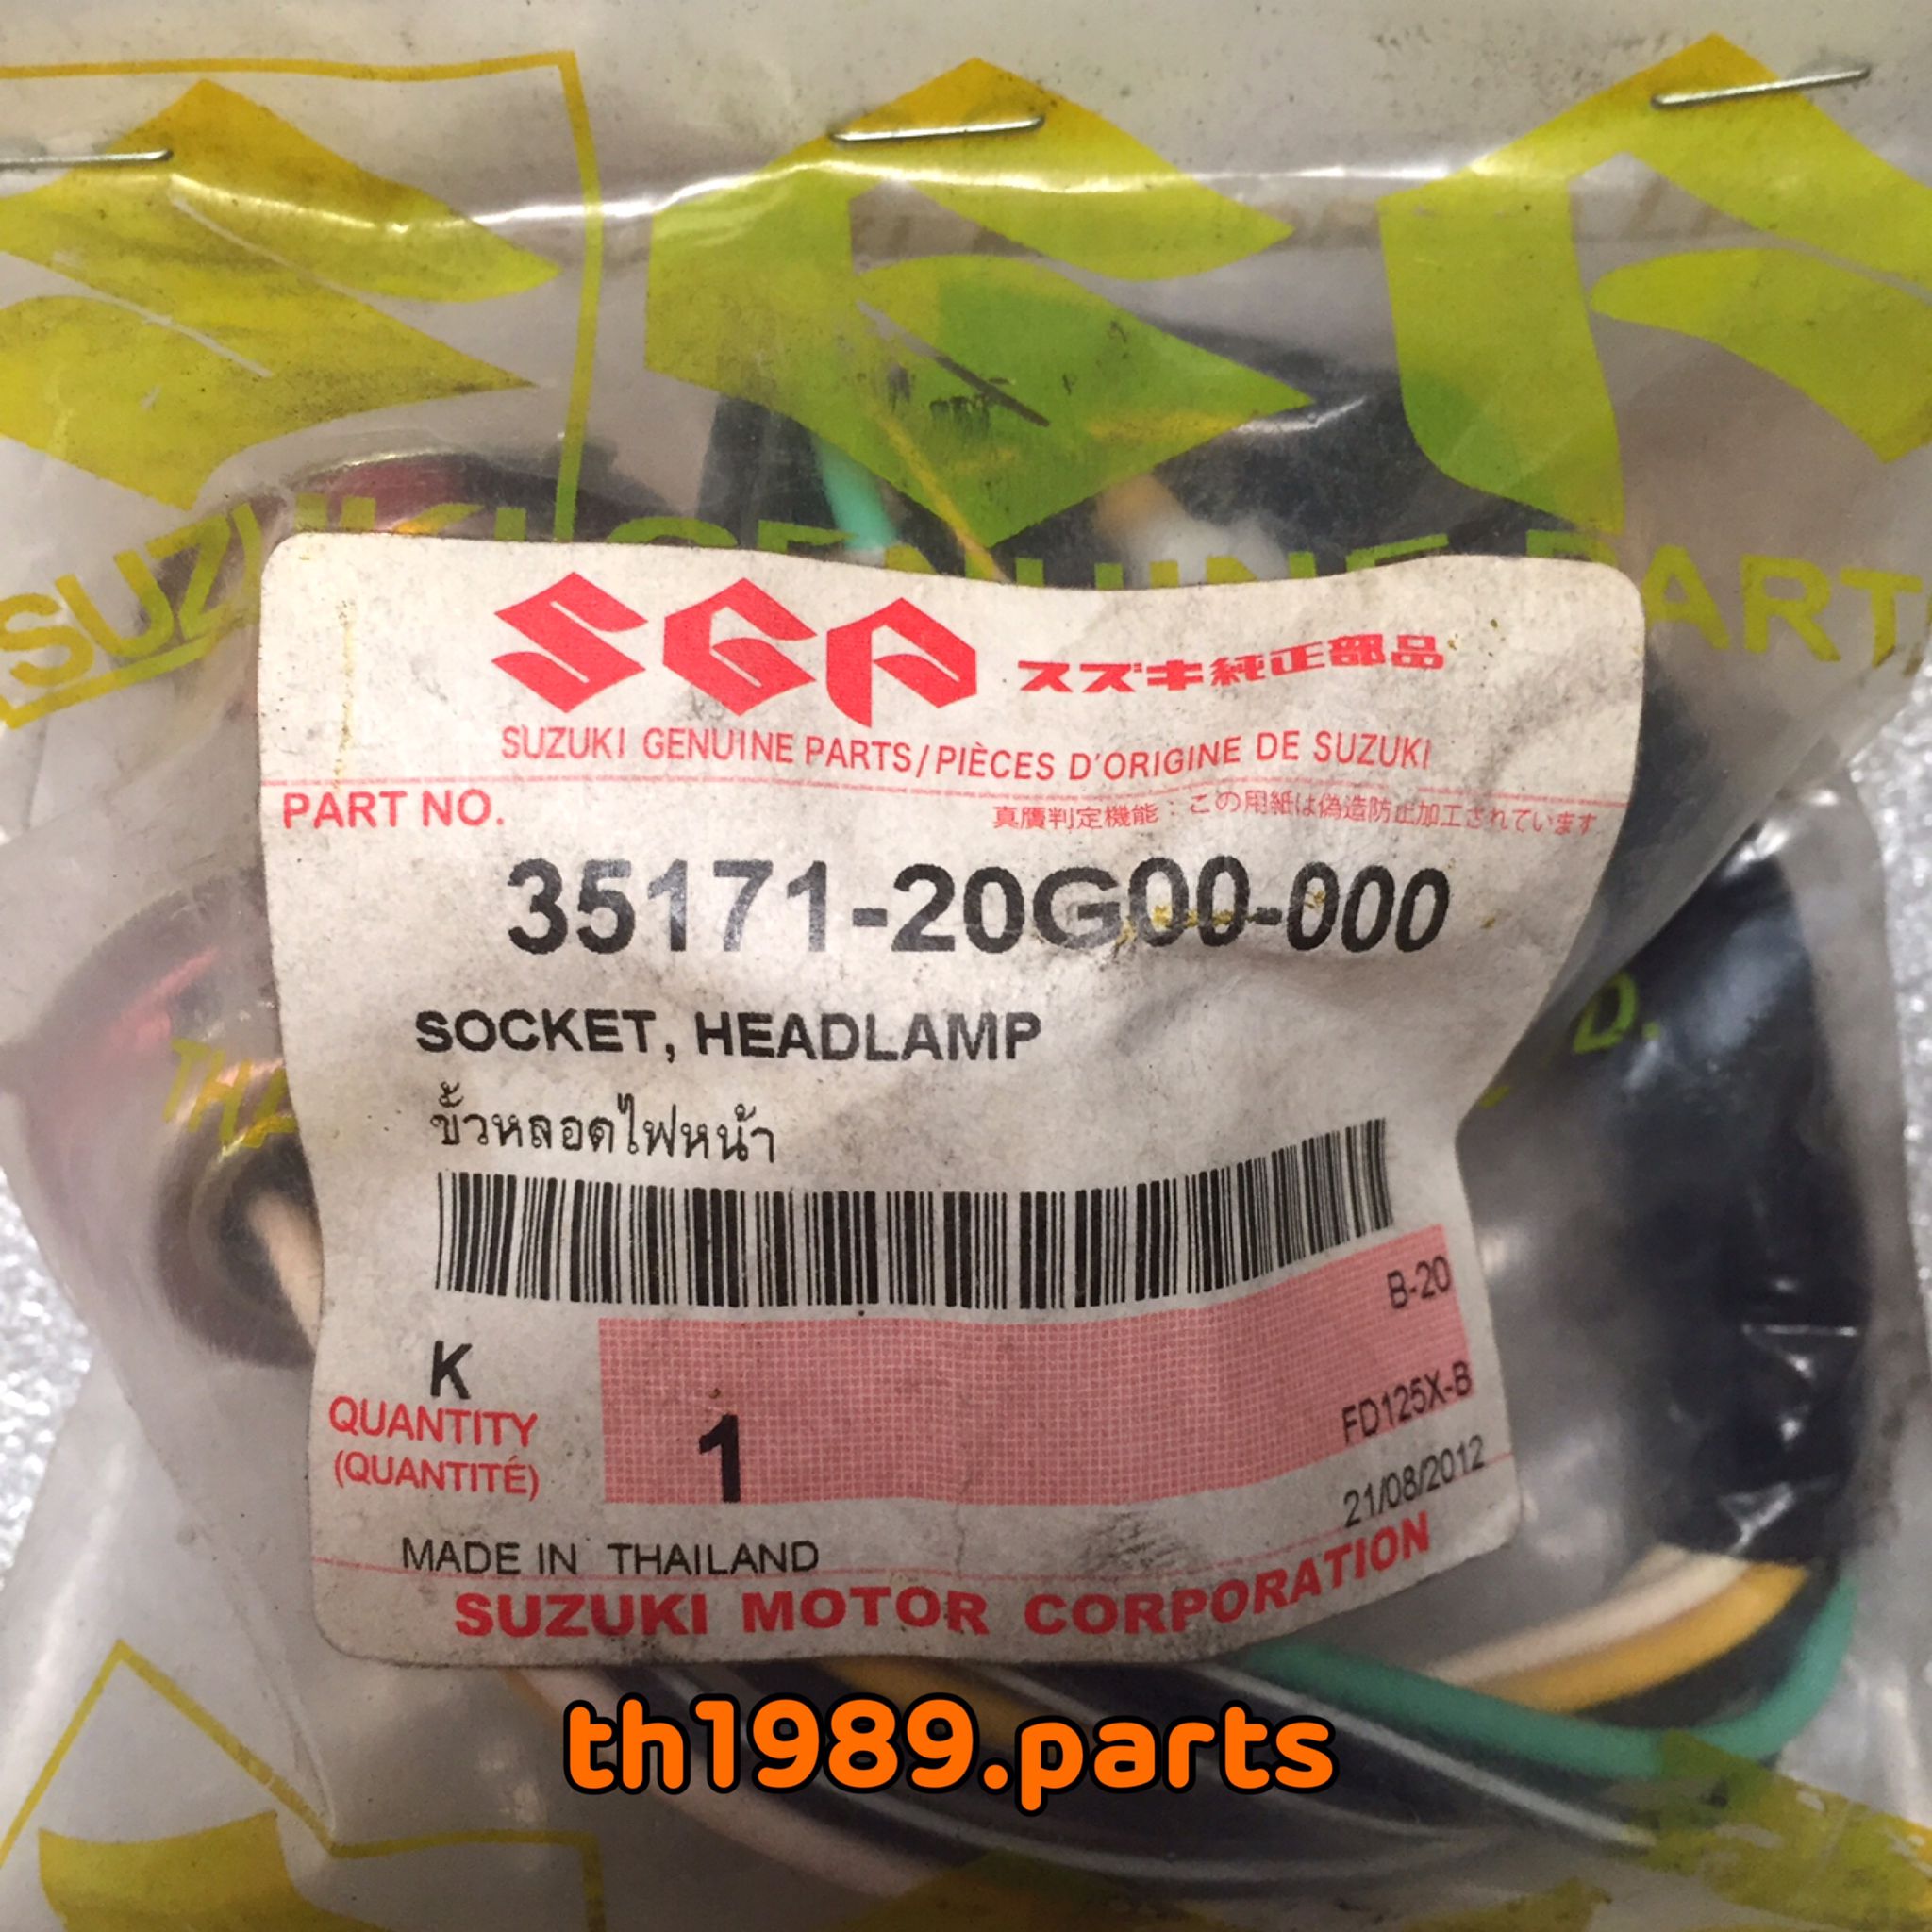 SUZUKI GENUINE PARTS
SGP スズキ純正部品
SUZUKI GENUINE PARTS/PIÈCES D'ORIGINE DE SUZUKI
PART NO. 真贋判定機能：この用紙は偽造防止加工されています
35171-20G00-000
SOCKET, HEADLAMP
ขั้วหลอดไฟหน้า
B-20
K
QUANTITY
(QUANTITÉ)
1
FD125X-B
21/08/2012
MADE IN THAILAND
SUZUKI MOTOR CORPORATION
th1989.parts